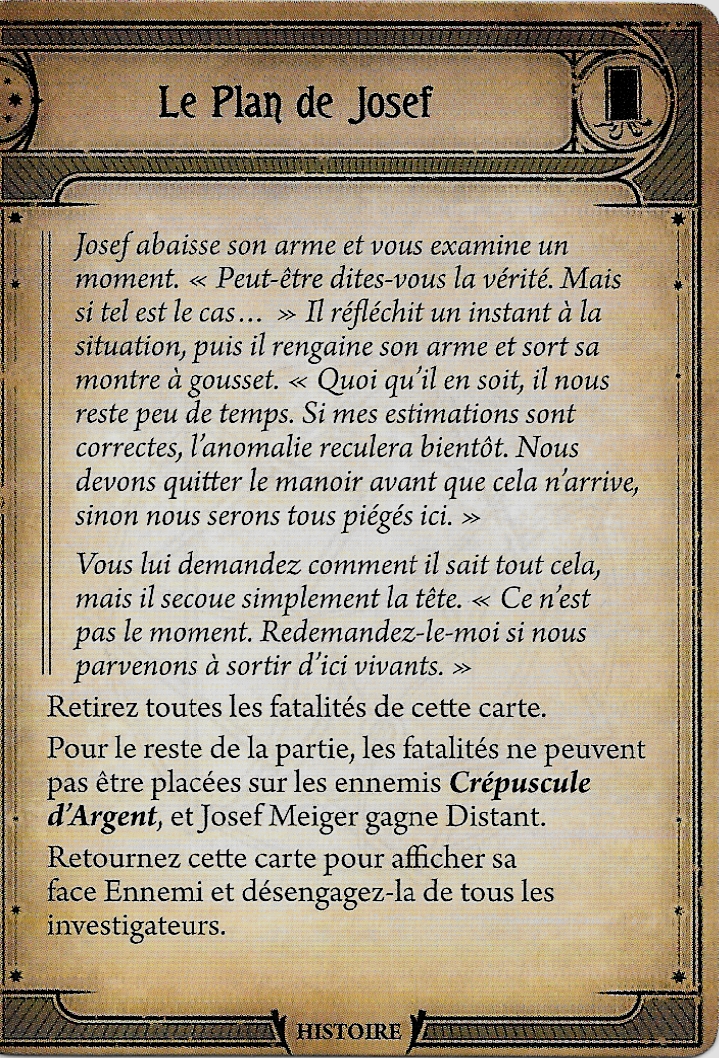 Le Plan de Josef
Josef abaisse son arme et vous examine un
moment. « Peut-être dites-vous la vérité. Mais
si tel est le cas… » Il réfléchit un instant à la
situation, puis il rengaine son arme et sort sa
montre à gousset. « Quoi qu'il en soit, il nous
reste peu de temps. Si mes estimations sont
correctes, l'anomalie reculera bientôt. Nous
devons quitter le manoir avant que cela n'arrive,
sinon nous serons tous piégés ici. »
Vous lui demandez comment il sait tout cela,
mais il secoue simplement la tête. « Ce n'est
pas le moment. Redemandez-le-moi si nous
parvenons à sortir d'ici vivants. »
Retirez toutes les fatalités de cette carte.
Pour le reste de la partie, les fatalités ne peuvent
pas être placées sur les ennemis Crépuscule
d'Argent, et Josef Meiger gagne Distant.
Retournez cette carte pour afficher sa
face Ennemi et désengagez-la de tous les
investigateurs.
HISTOIRE